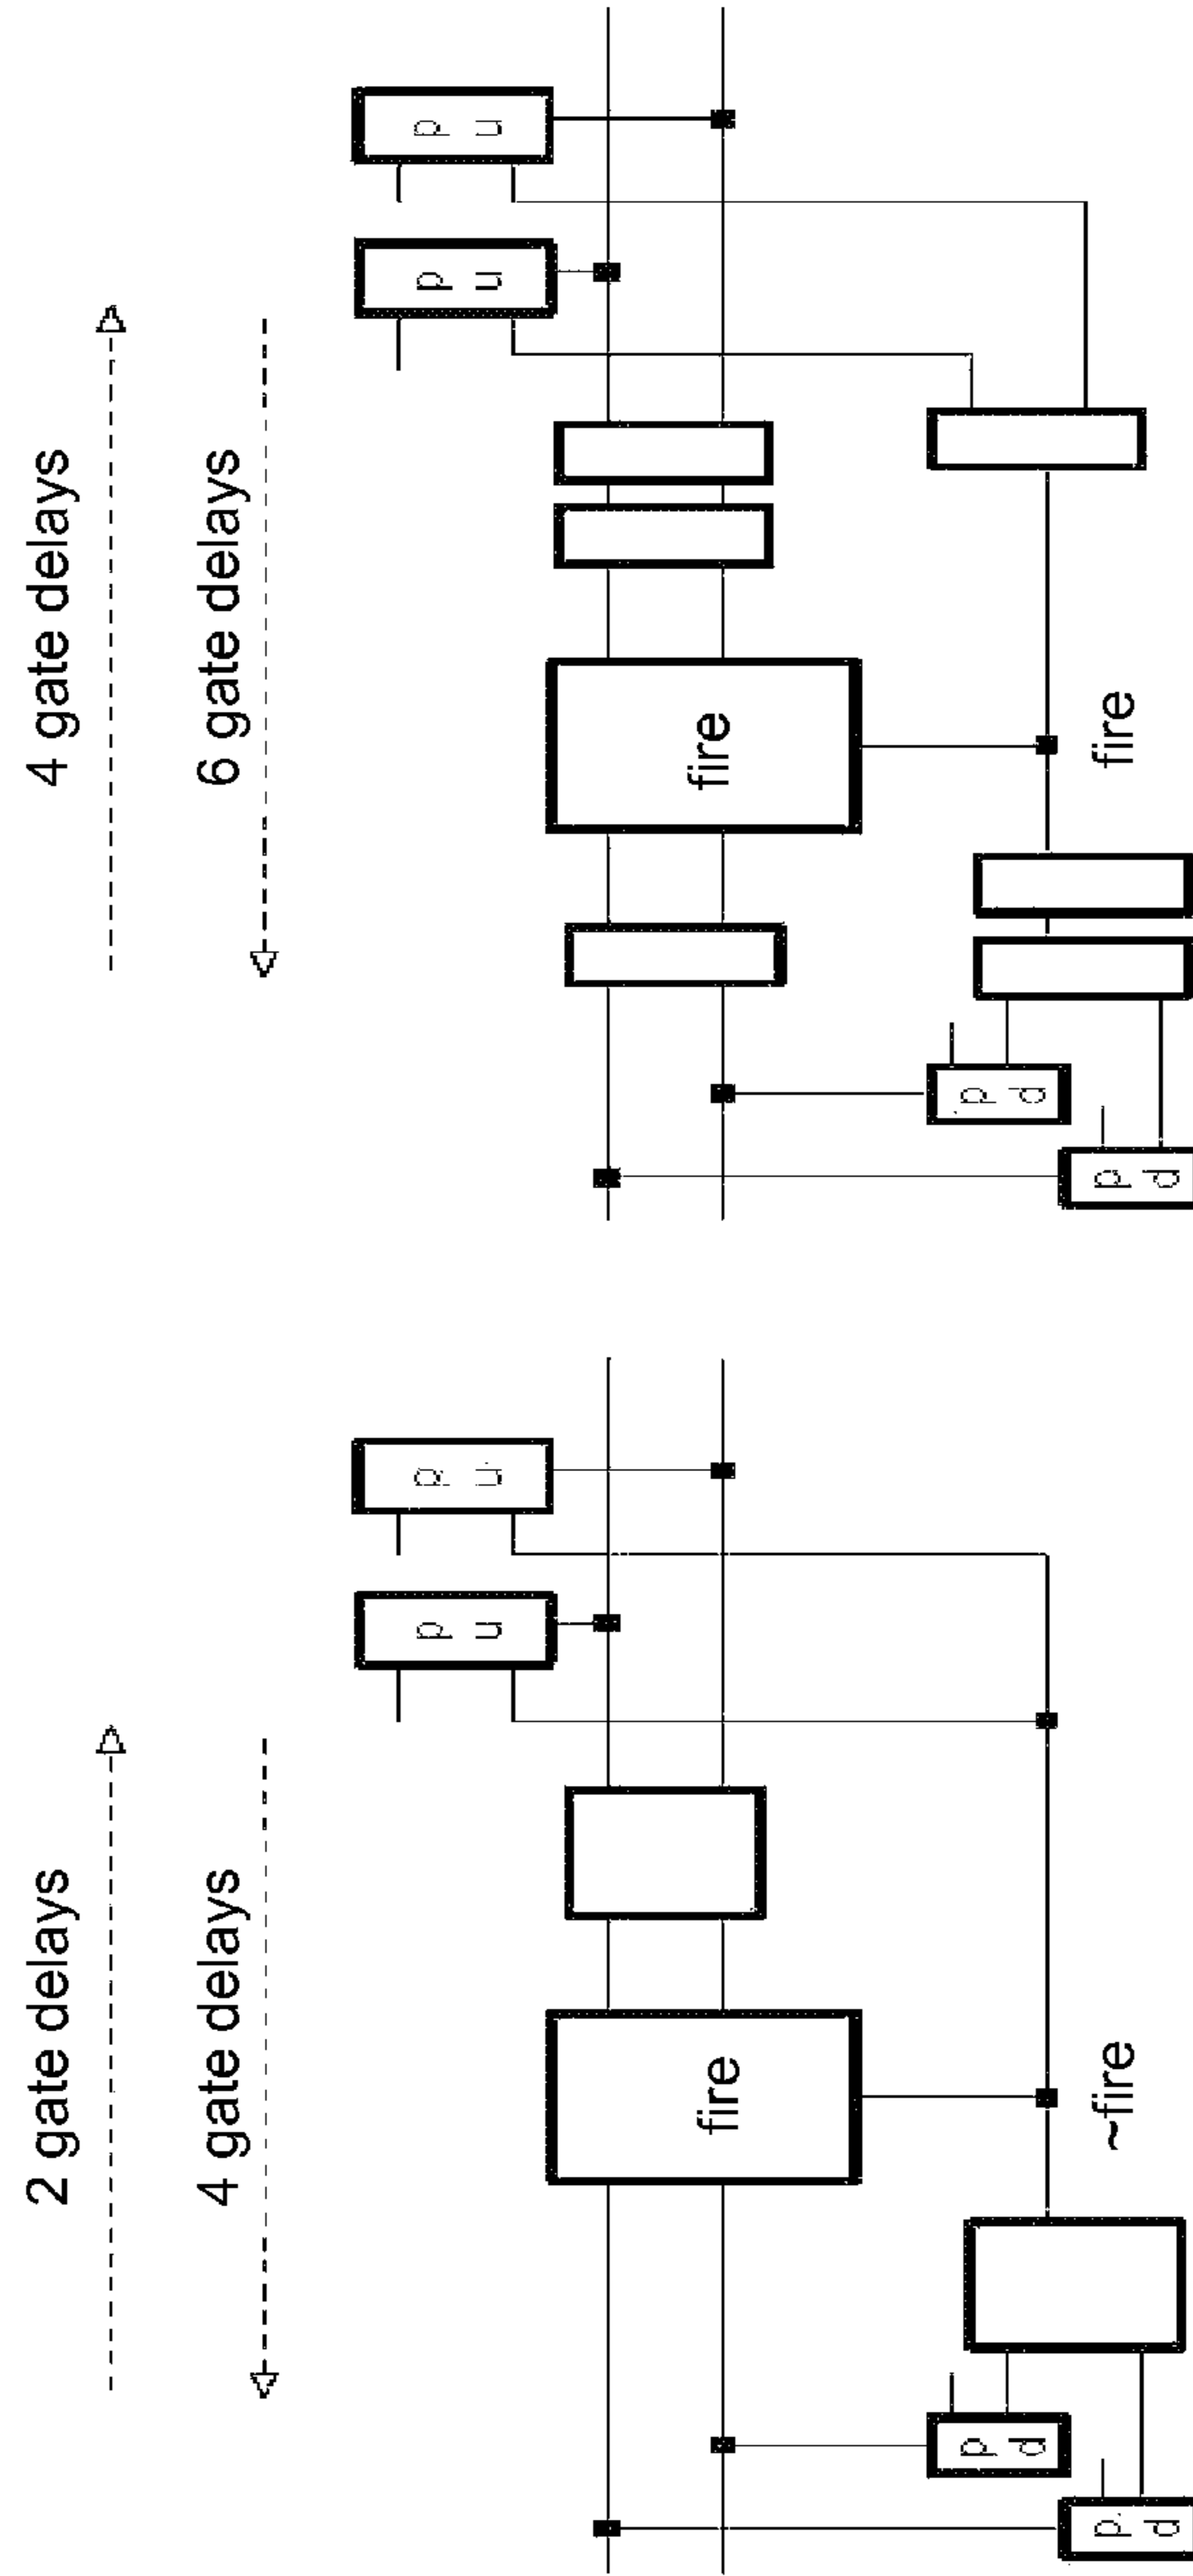 2 gate delays
4 gate delays
p
u
p
u
fire
~fire
p
d
p
d
4 gate delays
6 gate delays
p
u
p
u
fire
fire
p
d
p
d